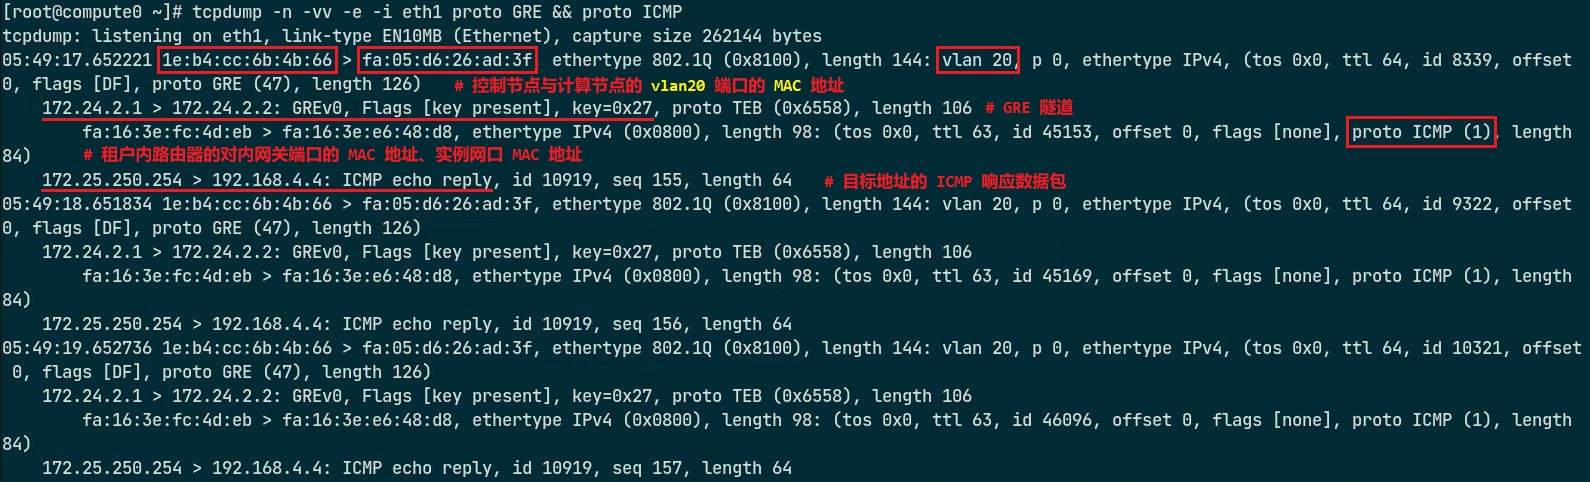 [root@compute0 ~]# tcpdump -n -vv -e -i eth1 proto GRE && proto ICMP
tcpdump: listening on eth1, link-type EN10MB (Ethernet), capture size 262144 bytes
05:49:17.652221 1e:b4:cc:6b:4b:66 > fa:05:d6:26:ad:3f, ethertype 802.1Q (0x8100), length 144: vlan 20, p 0, ethertype IPv4, (tos 0x0, ttl 64, id 8339, offset
0, flags [DF], proto GRE (47), length 126) # 控制节点与计算节点的 vlan20 端口的 MAC 地址
172.24.2.1 > 172.24.2.2: GREv0, Flags [key present], key=0x27, proto TEB (0x6558), length 106 # GRE 隧道
fa:16:3e:fc:4d:eb > fa:16:3e:e6:48:d8, ethertype IPv4 (0x0800), length 98: (tos 0x0, ttl 63, id 45153, offset 0, flags [none], proto ICMP (1), length
84) # 租户内路由器的对内网关端口的 MAC 地址、实例网口 MAC 地址
172.25.250.254 > 192.168.4.4: ICMP echo reply, id 10919, seq 155, length 64 # 目标地址的 ICMP 响应数据包
05:49:18.651834 1e:b4:cc:6b:4b:66 > fa:05:d6:26:ad:3f, ethertype 802.1Q (0x8100), length 144: vlan 20, p 0, ethertype IPv4, (tos 0x0, ttl 64, id 9322, offset
0, flags [DF], proto GRE (47), length 126)
172.24.2.1 > 172.24.2.2: GREv0, Flags [key present], key=0x27, proto TEB (0x6558), length 106
fa:16:3e:fc:4d:eb > fa:16:3e:e6:48:d8, ethertype IPv4 (0x0800), length 98: (tos 0x0, ttl 63, id 45169, offset 0, flags [none], proto ICMP (1), length
84)
172.25.250.254 > 192.168.4.4: ICMP echo reply, id 10919, seq 156, length 64
05:49:19.652736 1e:b4:cc:6b:4b:66 > fa:05:d6:26:ad:3f, ethertype 802.1Q (0x8100), length 144: vlan 20, p 0, ethertype IPv4, (tos 0x0, ttl 64, id 10321, offset
0, flags [DF], proto GRE (47), length 126)
172.24.2.1 > 172.24.2.2: GREv0, Flags [key present], key=0x27, proto TEB (0x6558), length 106
fa:16:3e:fc:4d:eb > fa:16:3e:e6:48:d8, ethertype IPv4 (0x0800), length 98: (tos 0x0, ttl 63, id 46096, offset 0, flags [none], proto ICMP (1), length
84)
172.25.250.254 > 192.168.4.4: ICMP echo reply, id 10919, seq 157, length 64